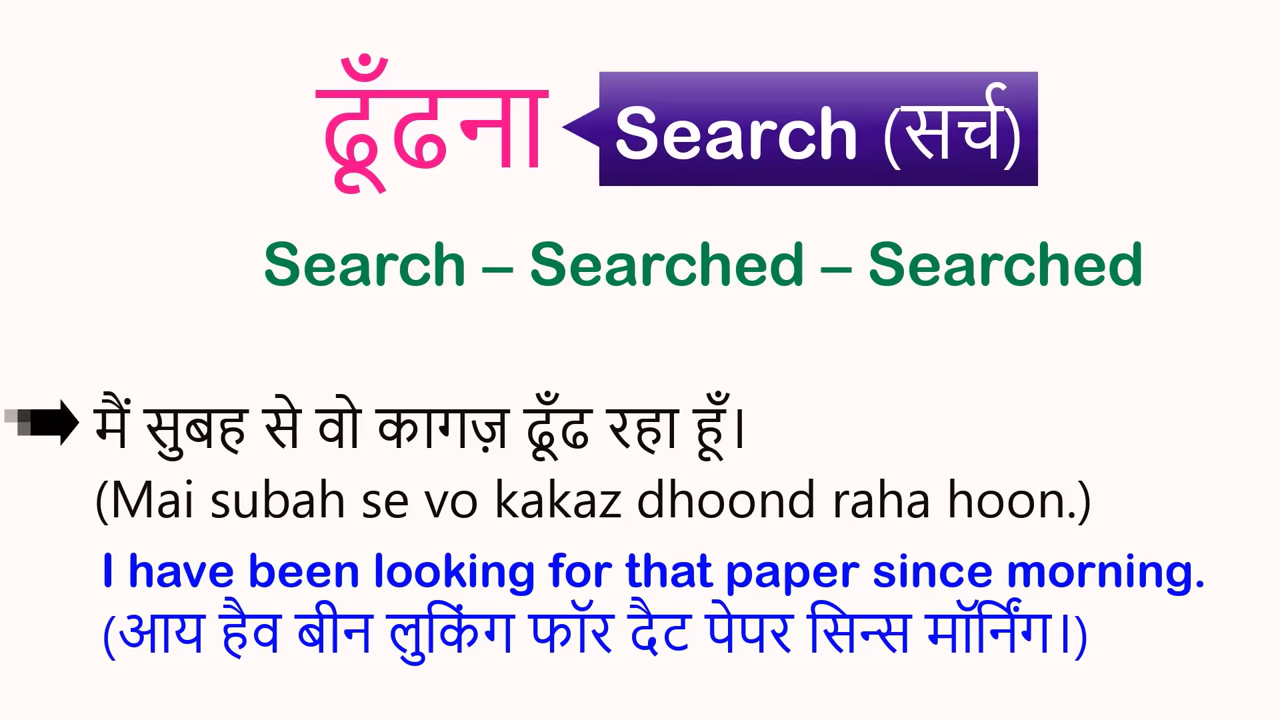 ढूँढना Search (सर्च)
Search – Searched – Searched
मैं सुबह से वो कागज़ ढूँढ रहा हूँ।
(Mai subah se vo kakaz dhoond raha hoon.)
I have been looking for that paper since morning.
(आय हैव बीन लुकिंग फॉर दैट पेपर सिन्स मॉर्निंग।)